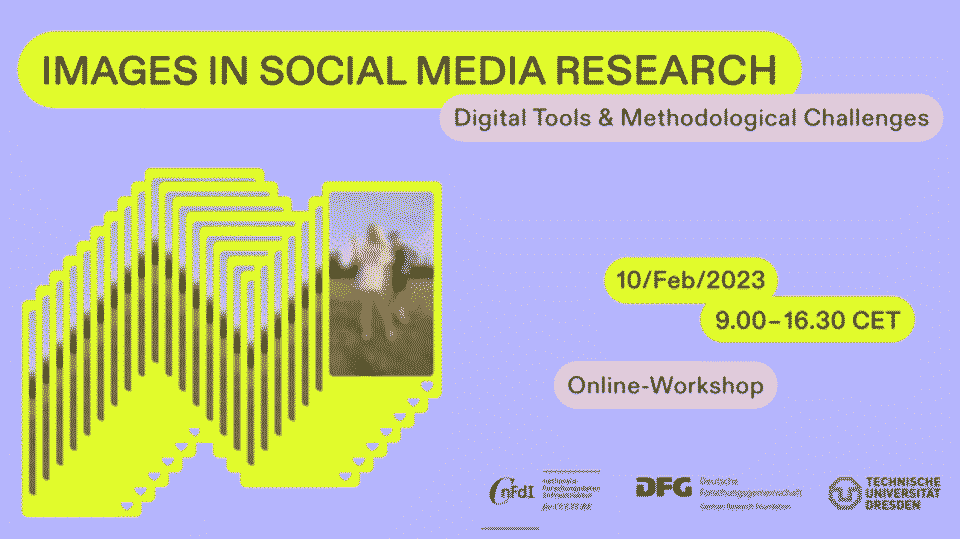 IMAGES IN SOCIAL MEDIA RESEARCH
Digital Tools & Methodological Challenges
10/Feb/2023
9.00–16.30 CET
Online-Workshop
nfdi
DFG
Deutsche
Forschungsgemeinschaft
German Research Foundation
TECHNISCHE
UNIVERSITÄT
DRESDEN